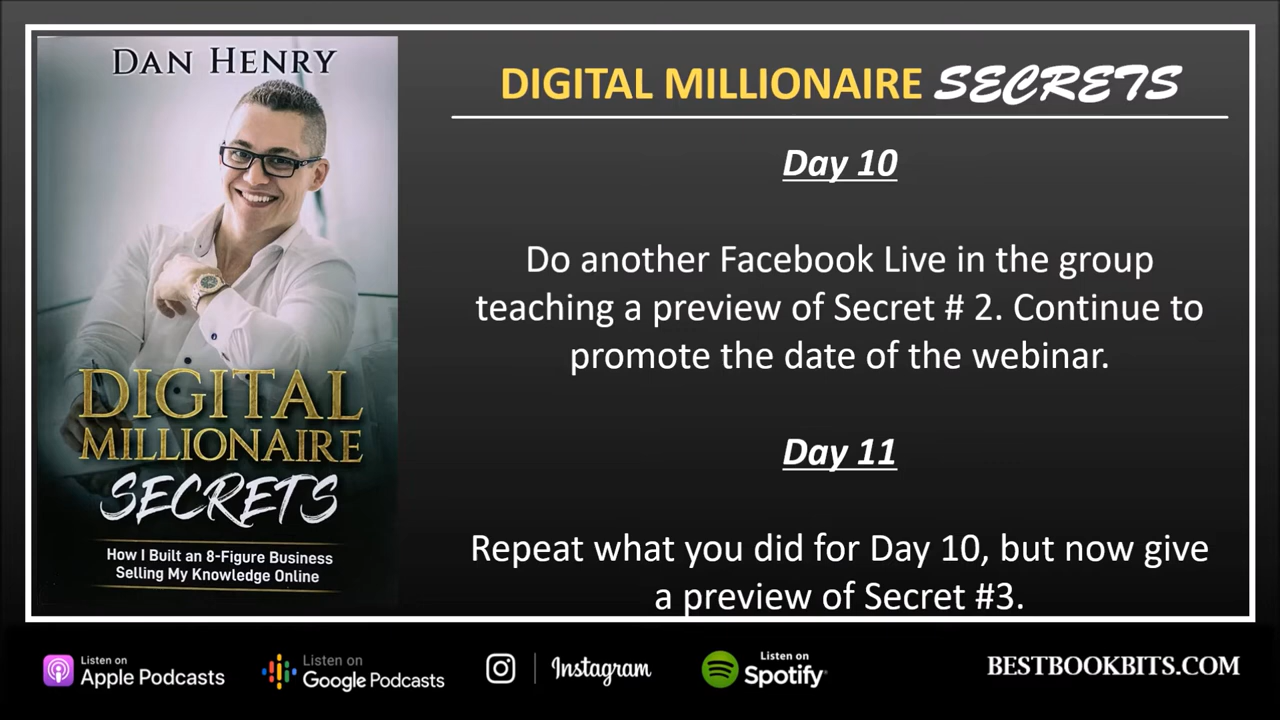 DAN HENRY
DIGITAL
MILLIONAIRE
SECRETS
How I Built an 8-Figure Business
Selling My Knowledge Online
DIGITAL MILLIONAIRE SECRETS
Day 10
Do another Facebook Live in the group
teaching a preview of Secret # 2. Continue to
promote the date of the webinar.
Day 11
Repeat what you did for Day 10, but now give
a preview of Secret #3.
Listen on
Apple Podcasts
Listen on
Google Podcasts
Instagram
Listen on
Spotify
BESTBOOKBITS.COM